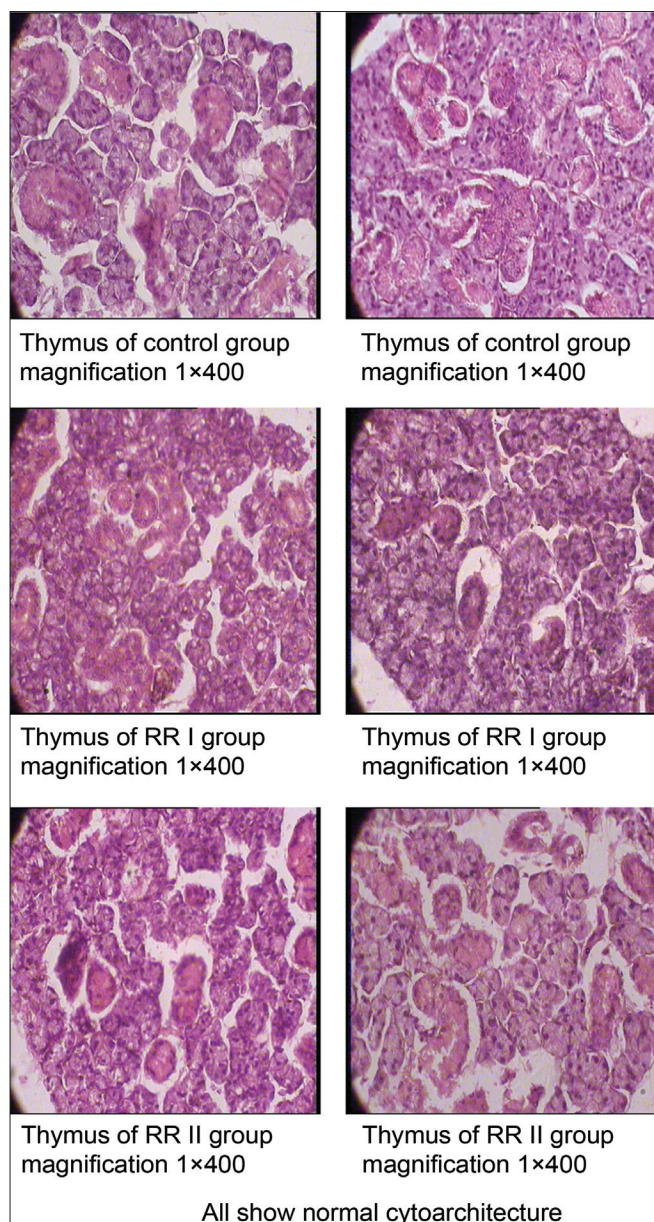 Thymus of control group
magnification 1×400
Thymus of control group
magnification 1×400
Thymus of RR I group
magnification 1×400
Thymus of RR I group
magnification 1×400
Thymus of RR II group
magnification 1×400
Thymus of RR II group
magnification 1×400
All show normal cytoarchitecture